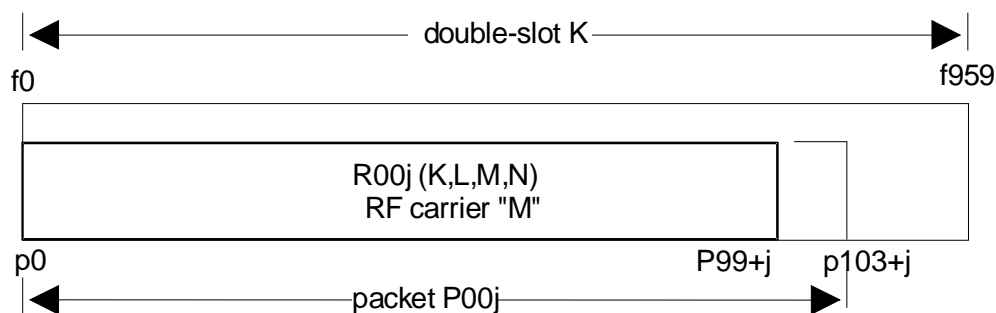 double-slot K
f0
f959
R00j (K,L,M,N)
RF carrier "M"
p0
P99+j
p103+j
packet P00j